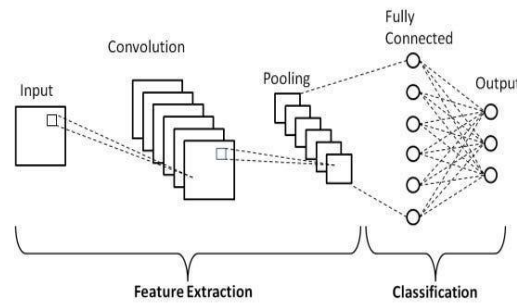 Fully
Connected
Convolution
Pooling
Input
Output
Feature Extraction
Classification